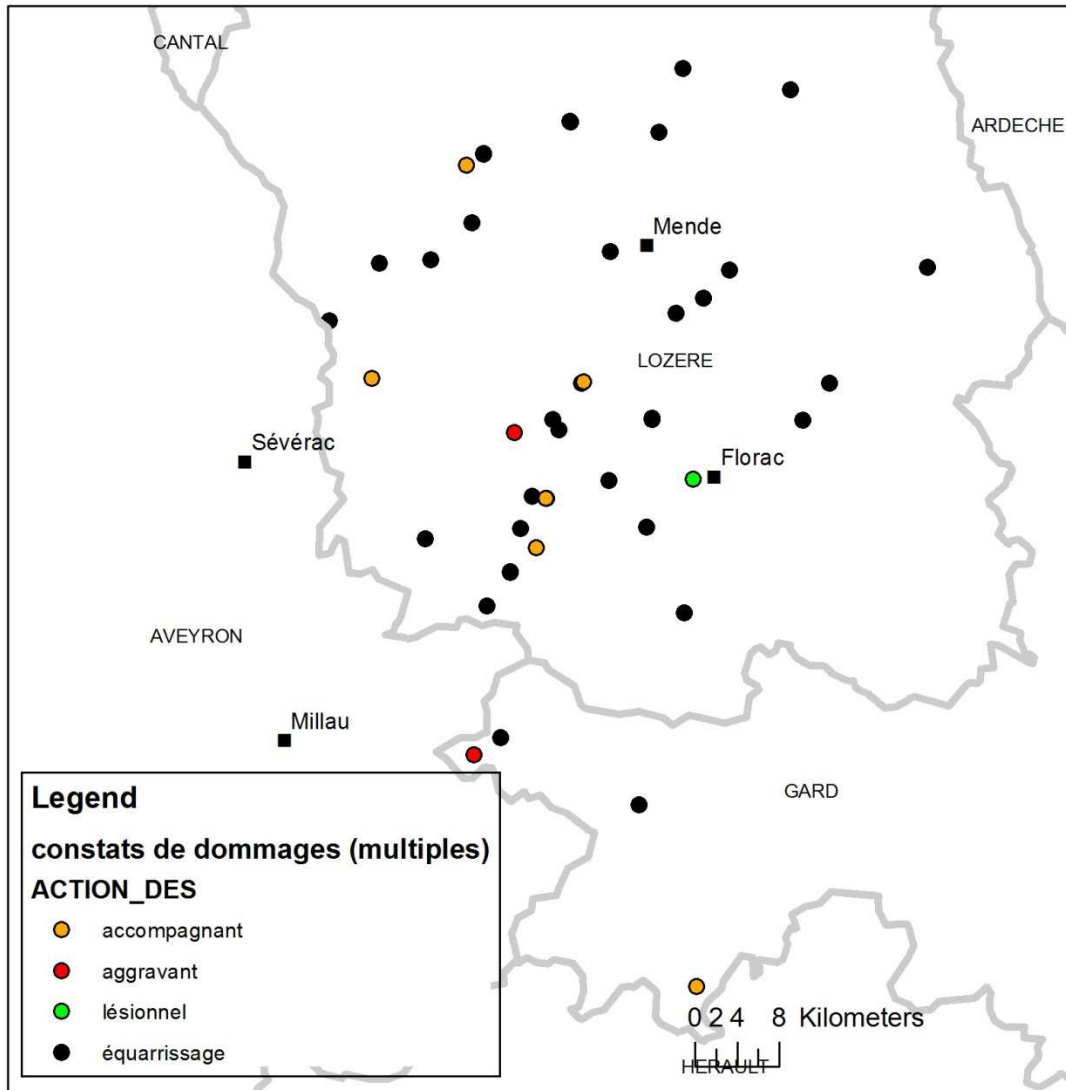 CANTAL
ARDECHE
Mende
LOZERE
Sévérac
Florac
AVEYRON
Millau
GARD
Legend
constats de dommages (multiples)
ACTION_DES
accompagnant
aggravant
lésionnel
équarrissage
0 2 4 8 Kilometers
HERAULT